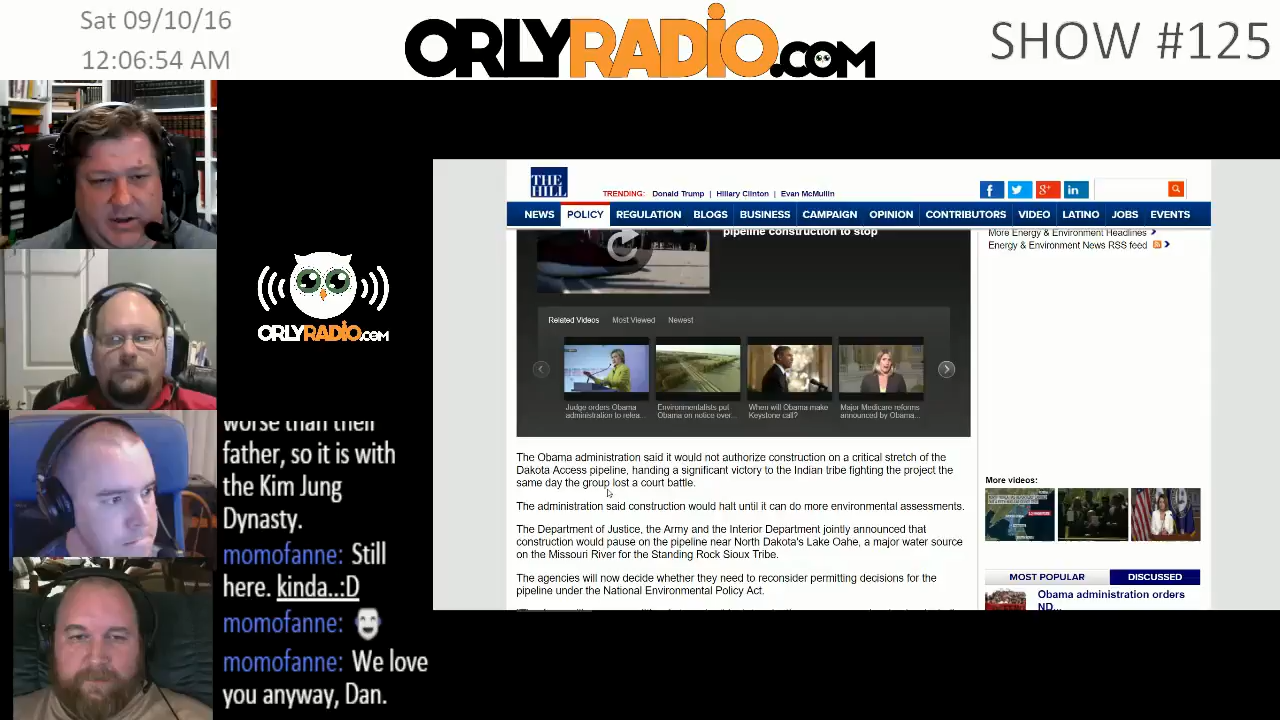 Sat 09/10/16
12:06:54 AM
ORLYRADiO.COM
SHOW #125
ORLYRADiO.COM
worse than their
father, so it is with
the Kim Jung
Dynasty.
momofanne: Still
here. kinda..:D
momofanne:
momofanne: We love
you anyway, Dan.
THE
HILL
TRENDING: Donald Trump | Hillary Clinton | Evan McMullin
NEWS POLICY REGULATION BLOGS BUSINESS CAMPAIGN OPINION CONTRIBUTORS VIDEO LATINO JOBS EVENTS
pipeline construction to stop
More Energy & Environment Headlines
Energy & Environment News RSS feed
Related Videos Most Viewed Newest
Judge orders Obama
administration to relea...
Environmentalists put
Obama on notice over...
When will Obama make
Keystone call?
Major Medicare reforms
announced by Obama...
The Obama administration said it would not authorize construction on a critical stretch of the
Dakota Access pipeline, handing a significant victory to the Indian tribe fighting the project the
same day the group lost a court battle.
The administration said construction would halt until it can do more environmental assessments.
The Department of Justice, the Army and the Interior Department jointly announced that
construction would pause on the pipeline near North Dakota's Lake Oahe, a major water source
on the Missouri River for the Standing Rock Sioux Tribe.
The agencies will now decide whether they need to reconsider permitting decisions for the
pipeline under the National Environmental Policy Act.
More videos:
MOST POPULAR DISCUSSED
Obama administration orders
ND...